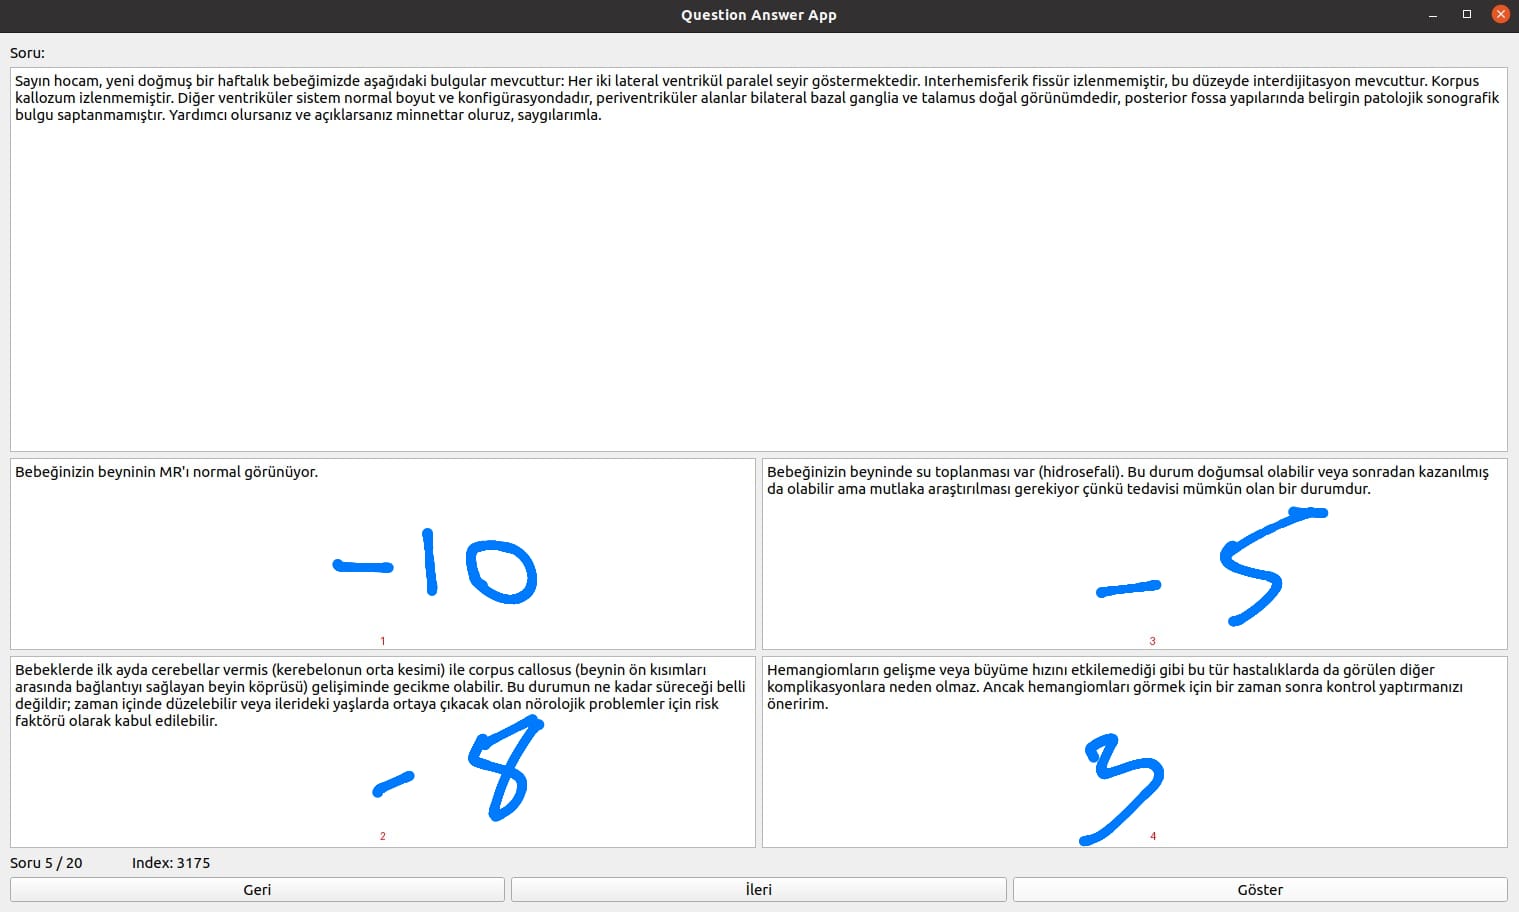 Question Answer App
Soru:
Sayın hocam, yeni doğmuş bir haftalık bebeğimizde aşağıdaki bulgular mevcuttur: Her iki lateral ventrikül paralel seyir göstermektedir. Interhemisferik fissür izlenmemiştir, bu düzeyde interdijitasyon mevcuttur. Korpus
kallozum izlenmemiştir. Diğer ventriküler sistem normal boyut ve konfigürasyondadır, periventriküler alanlar bilateral bazal ganglia ve talamus doğal görünümdedir, posterior fossa yapılarında belirgin patolojik sonografik
bulgu saptanmamıştır. Yardımcı olursanız ve açıklarsanız minnettar oluruz, saygılarımla.
Bebeğinizin beyninin MR'ı normal görünüyor.
-10
1
Bebeğinizin beyninde su toplanması var (hidrosefali). Bu durum doğumsal olabilir veya sonradan kazanılmış
da olabilir ama mutlaka araştırılması gerekiyor çünkü tedavisi mümkün olan bir durumdur.
-5
3
Bebeklerde ilk ayda cerebellar vermis (kerebelonun orta kesimi) ile corpus callosus (beynin ön kısımları
arasında bağlantıyı sağlayan beyin köprüsü) gelişiminde gecikme olabilir. Bu durumun ne kadar süreceği belli
değildir; zaman içinde düzelebilir veya ilerideki yaşlarda ortaya çıkacak olan nörolojik problemler için risk
faktörü olarak kabul edilebilir.
-8
2
Hemangiomların gelişme veya büyüme hızını etkilemediği gibi bu tür hastalıklarda da görülen diğer
komplikasyonlara neden olmaz. Ancak hemangiomları görmek için bir zaman sonra kontrol yaptırmanızı
öneririm.
3
4
Soru 5 / 20 Index: 3175
Geri İleri Göster